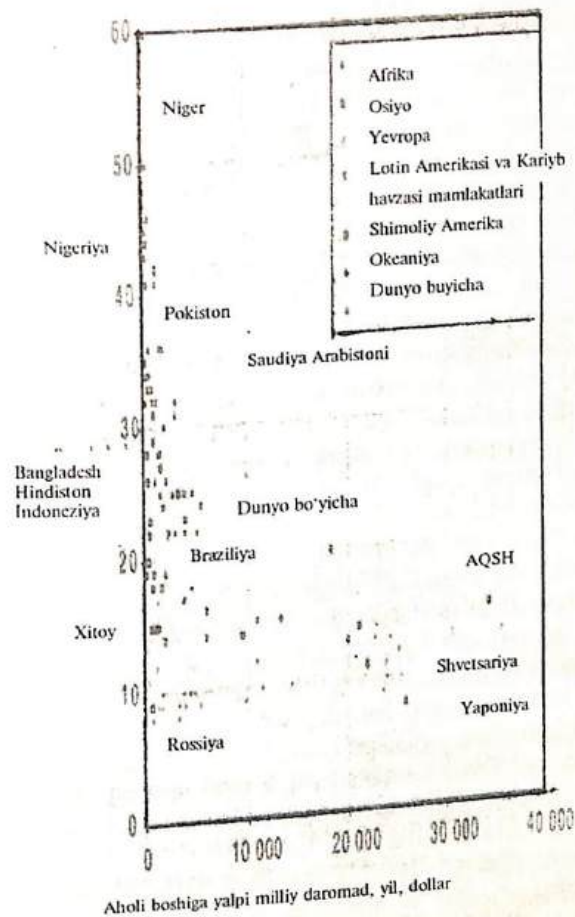 60
Afrika
Osiyo
Yevropa
Lotin Amerikasi va Kariyb
havzasi mamlakatlari
Shimoliy Amerika
Okeaniya
Dunyo buyicha
Niger
50
Nigeriya
40
Pokiston
Saudiya Arabistoni
30
Bangladesh
Hindiston
Indoneziya
Dunyo bo'yicha
20
Braziliya
AQSH
Xitoy
Shvetsariya
10
Yaponiya
Rossiya
0
0 10 000 20 000 30 000 40 000
Aholi boshiga yalpi milliy daromad, yil, dollar